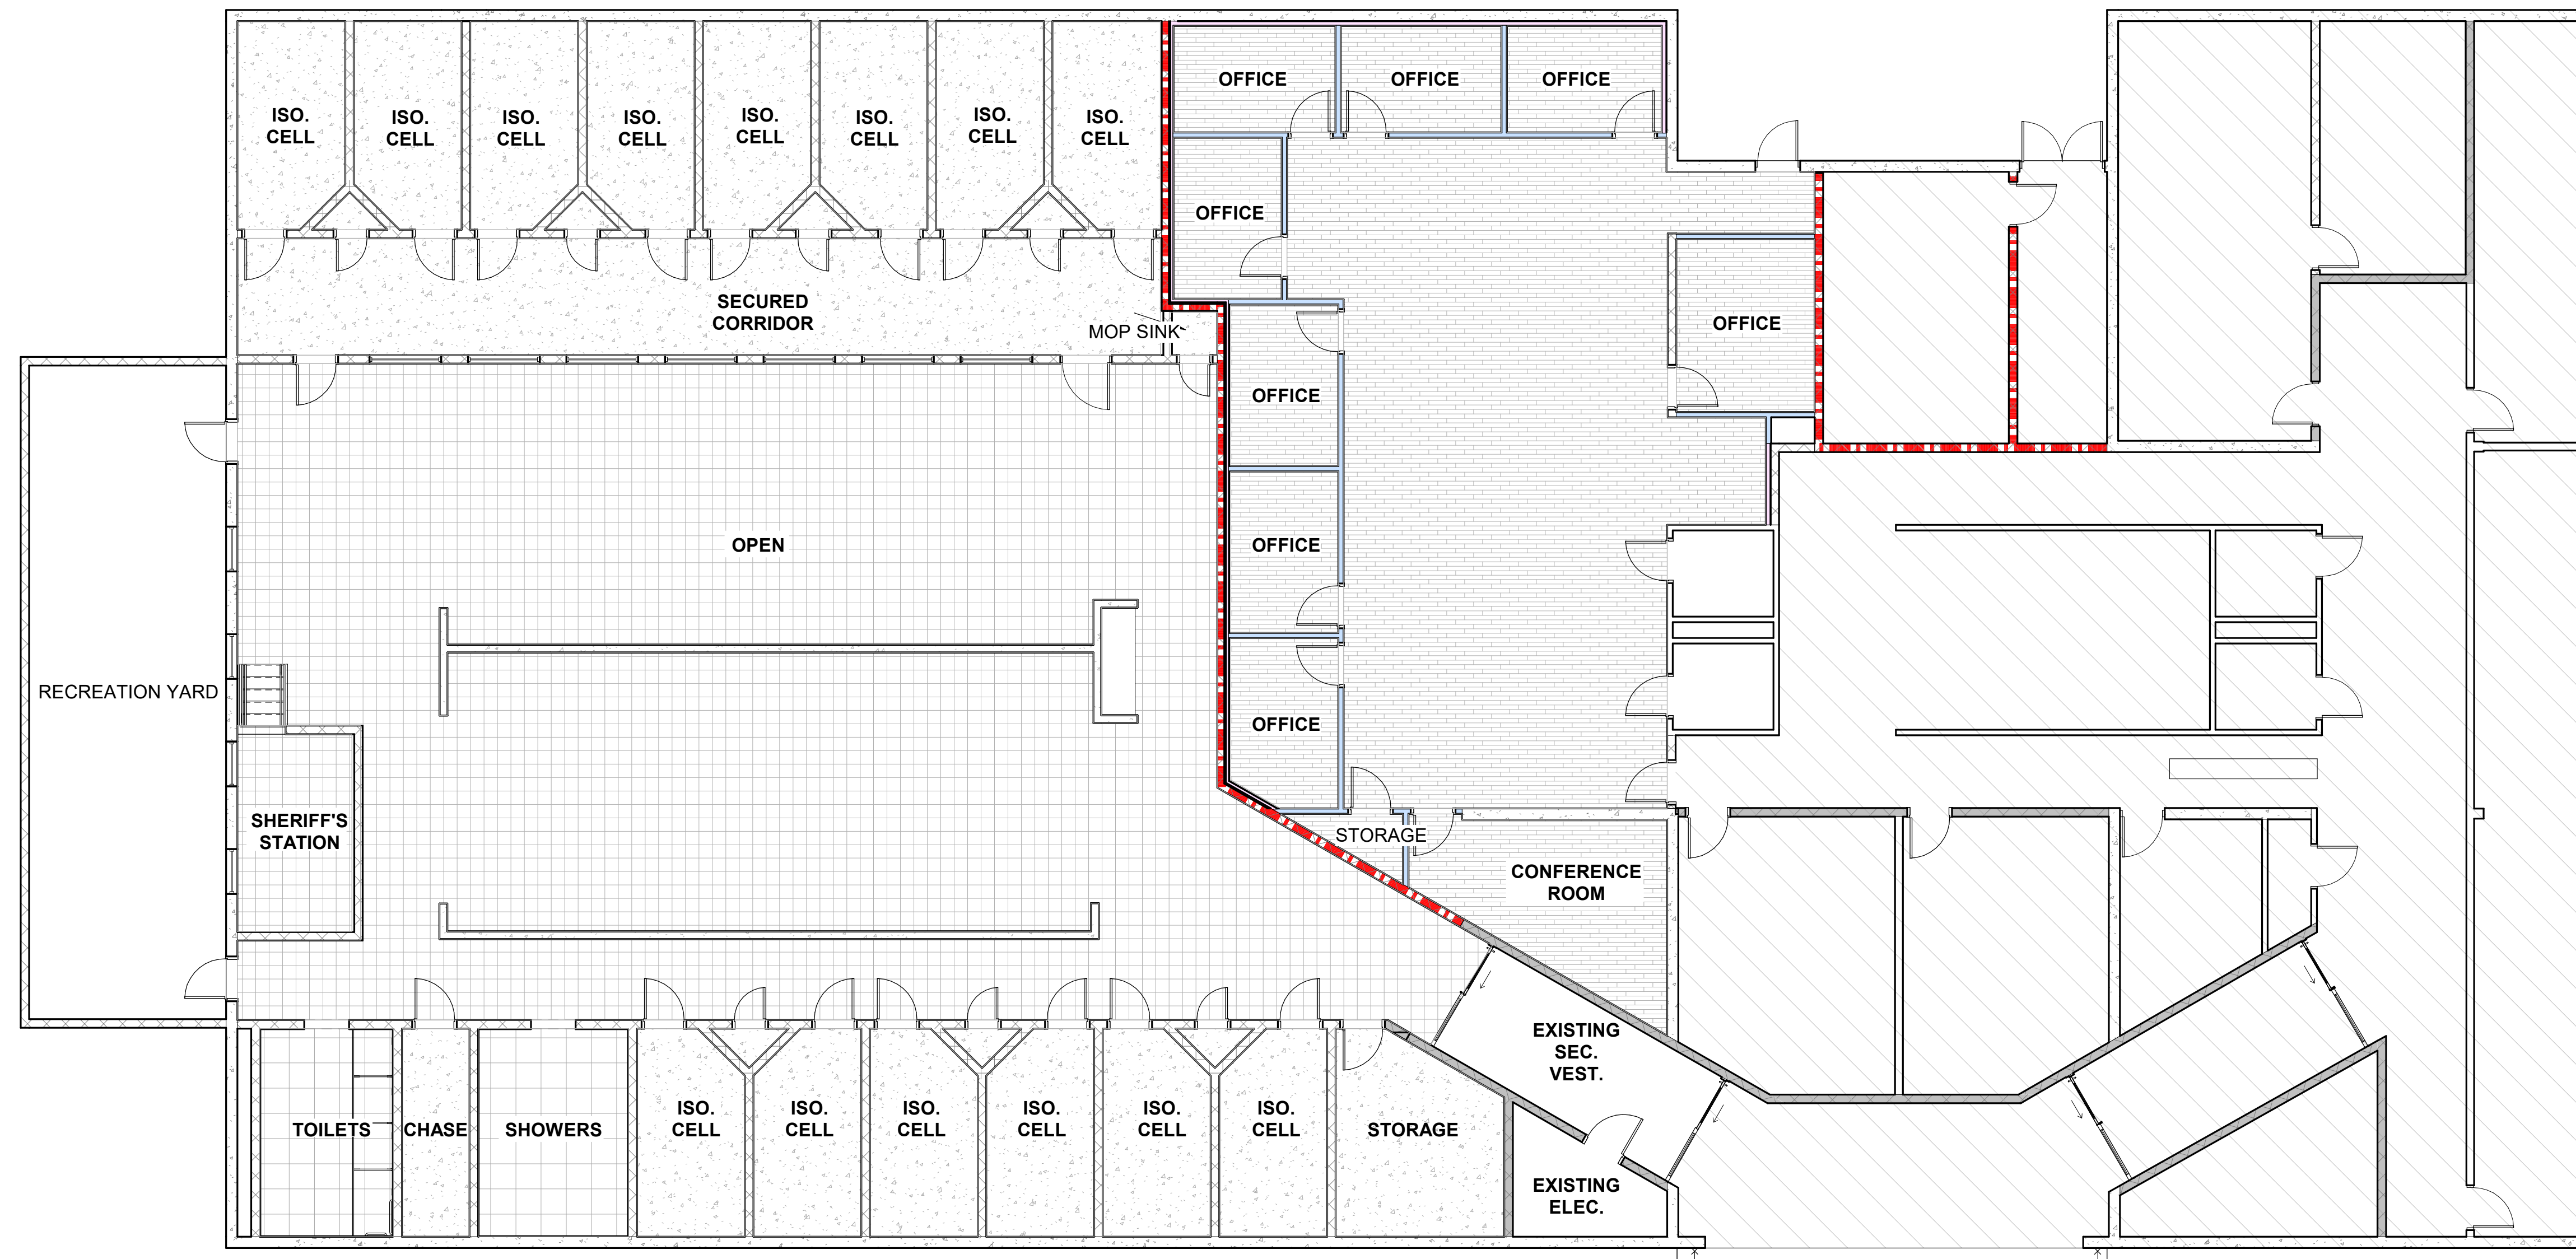 OFFICE
OFFICE
OFFICE
ISO.
CELL
ISO.
CELL
ISO.
CELL
ISO.
CELL
ISO.
CELL
ISO.
CELL
ISO.
CELL
ISO.
CELL
OFFICE
SECURED
CORRIDOR
MOP SINK
OFFICE
OFFICE
OPEN
OFFICE
RECREATION YARD
OFFICE
SHERIFF'S
STATION
STORAGE
CONFERENCE
ROOM
EXISTING
SEC.
VEST.
TOILETS
CHASE
SHOWERS
ISO.
CELL
ISO.
CELL
ISO.
CELL
ISO.
CELL
ISO.
CELL
ISO.
CELL
STORAGE
EXISTING
ELEC.